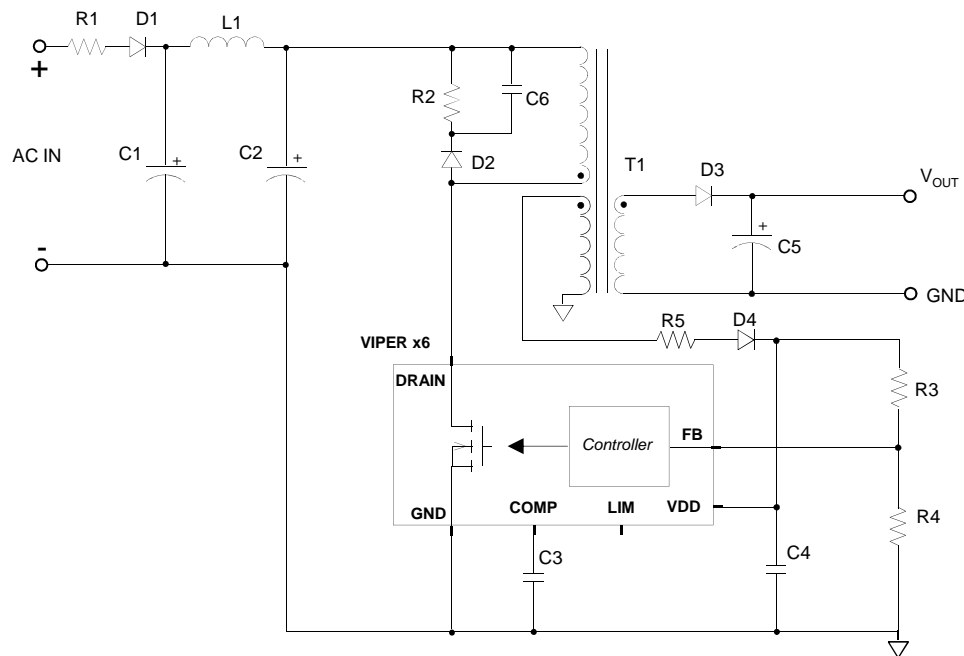 R1
D1
L1
+
R2
C6
AC IN
C1
+
C2
+
D2
T1
D3
VOUT
+
C5
-
GND
R5
D4
VIPER x6
DRAIN
R3
Controller
FB
GND
COMP
LIM
VDD
R4
C3
C4